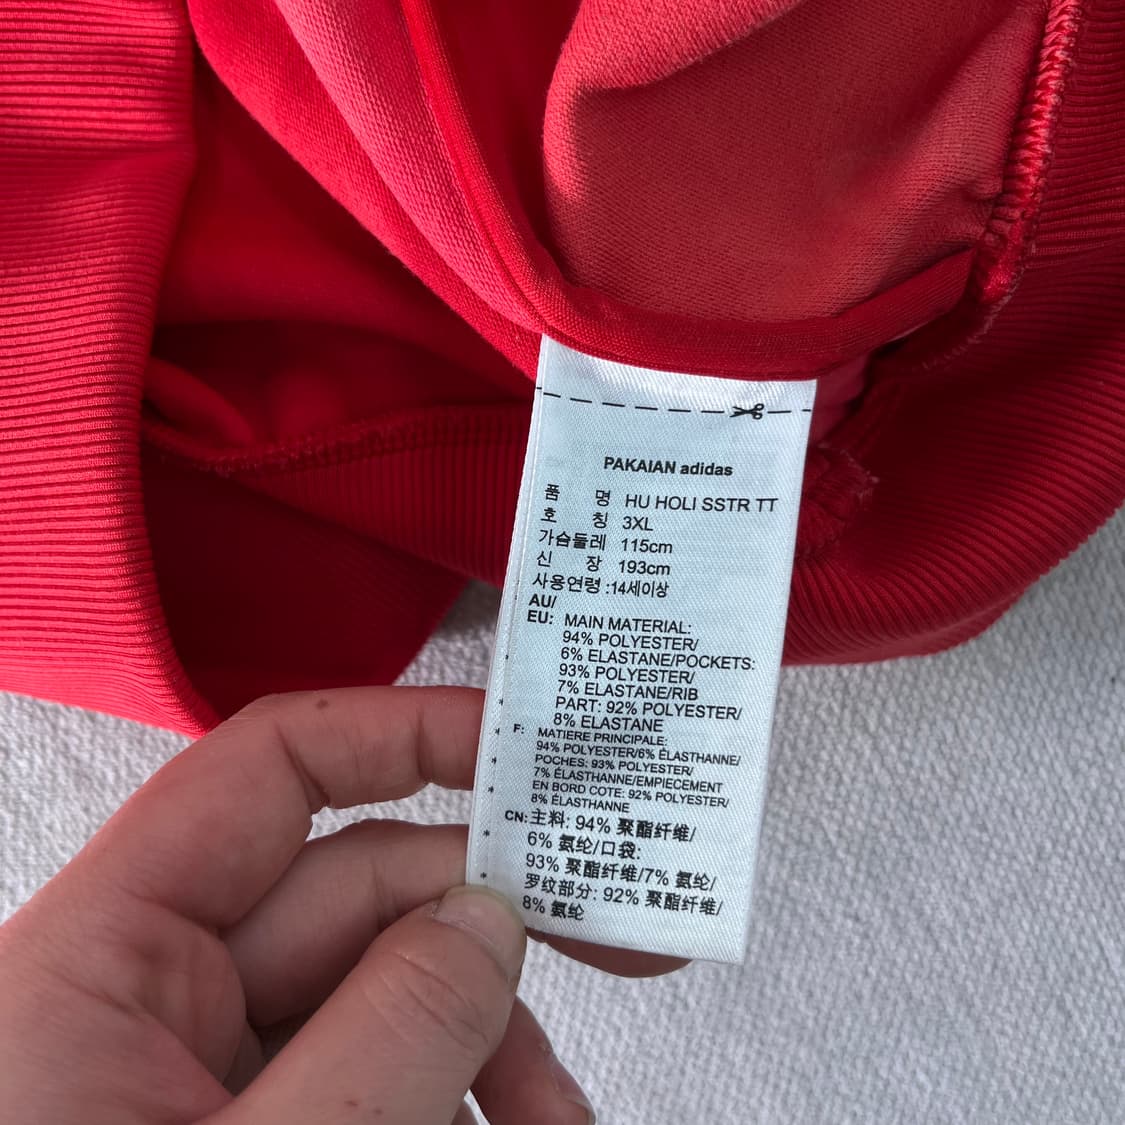 PAKAIAN adidas
품 명 HU HOLI SSTR TT
호 칭 3XL
가슴둘레 115cm
신 장 193cm
사용연령 :14세이상
AU/
EU: MAIN MATERIAL:
94% POLYESTER/
6% ELASTANE/POCKETS:
93% POLYESTER/
7% ELASTANE/RIB
PART: 92% POLYESTER/
8% ELASTANE
F: MATIERE PRINCIPALE:
94% POLYESTER/6% ÉLASTHANNE/
POCHES: 93% POLYESTER/
7% ÉLASTHANNE/EMPIECEMENT
EN BORD COTE: 92% POLYESTER/
8% ÉLASTHANNE
CN: 主料: 94% 聚酯纤维/
6% 氨纶/口袋:
93% 聚酯纤维/7% 氨纶/
罗纹部分: 92% 聚酯纤维/
8% 氨纶